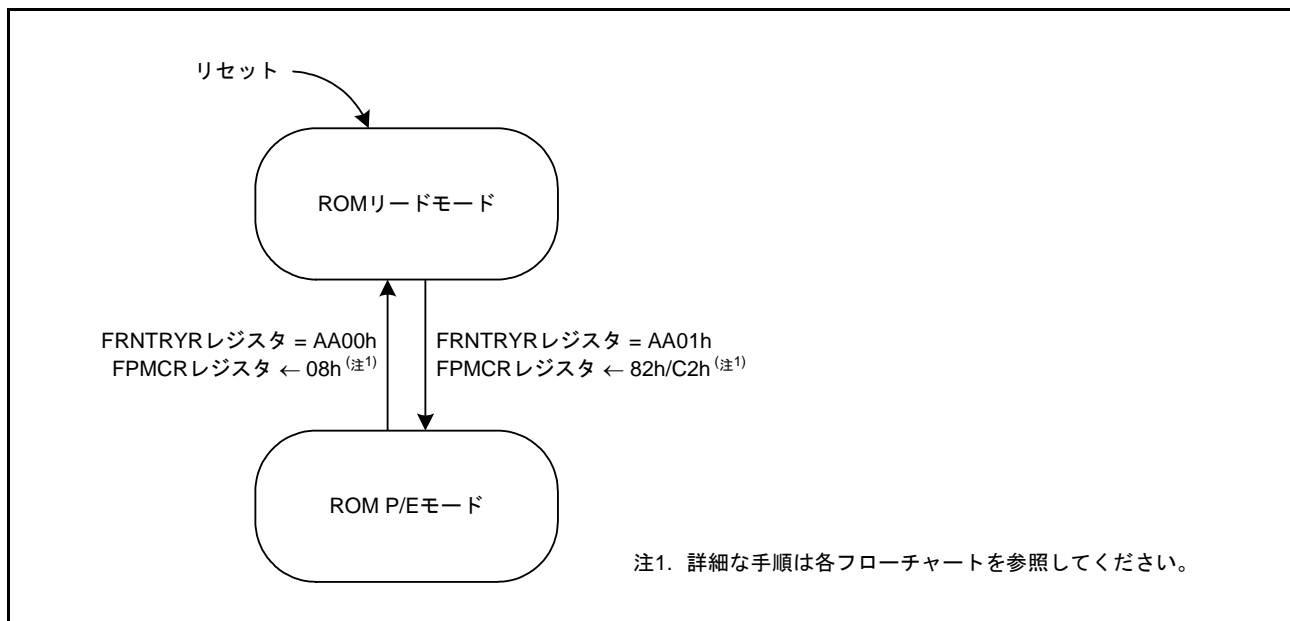 リセット
ROMリードモード
FRNTRYRレジスタ = AA00h
FPMCRレジスタ ← 08h (注1)
FRNTRYRレジスタ = AA01h
FPMCRレジスタ ← 82h/C2h (注1)
ROM P/Eモード
注1. 詳細な手順は各フローチャートを参照してください。